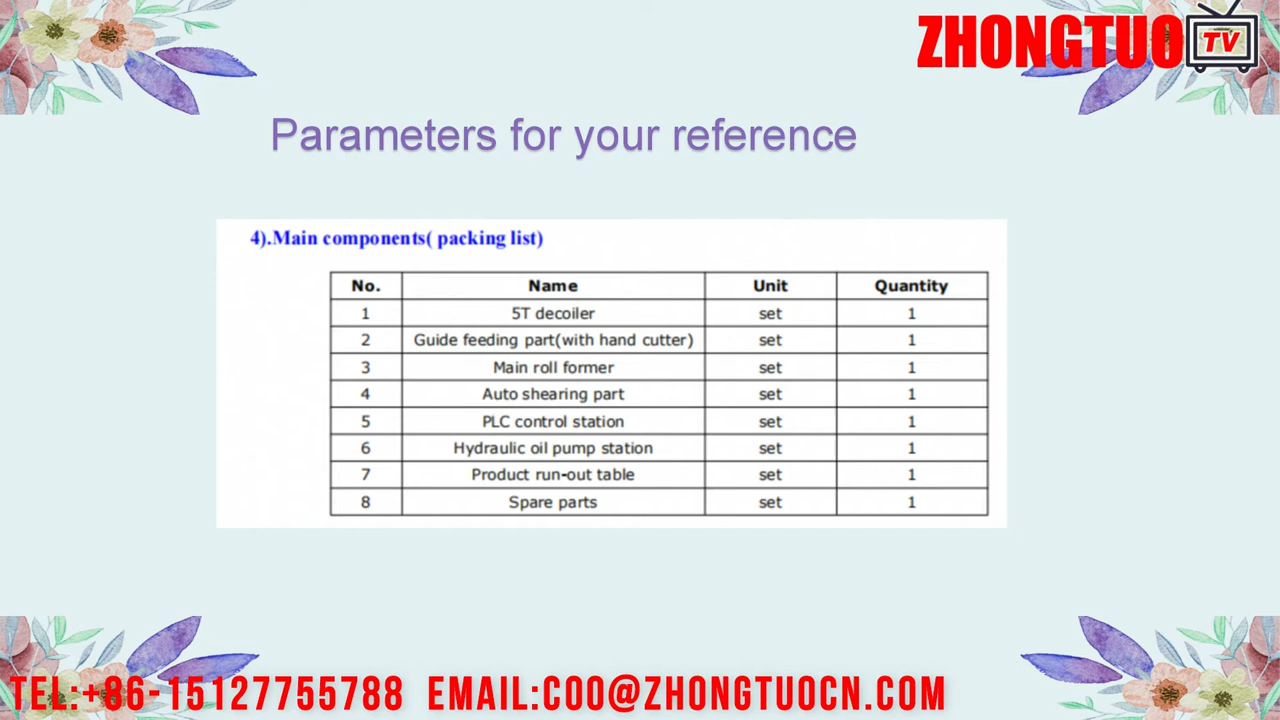 ZHONGTUO TV
Parameters for your reference
4).Main components( packing list)
No. Name Unit Quantity
1 5T decoiler set 1
2 Guide feeding part(with hand cutter) set 1
3 Main roll former set 1
4 Auto shearing part set 1
5 PLC control station set 1
6 Hydraulic oil pump station set 1
7 Product run-out table set 1
8 Spare parts set 1
TEL:+86-15127755788 EMAIL:COO@ZHONGTUOCN.COM